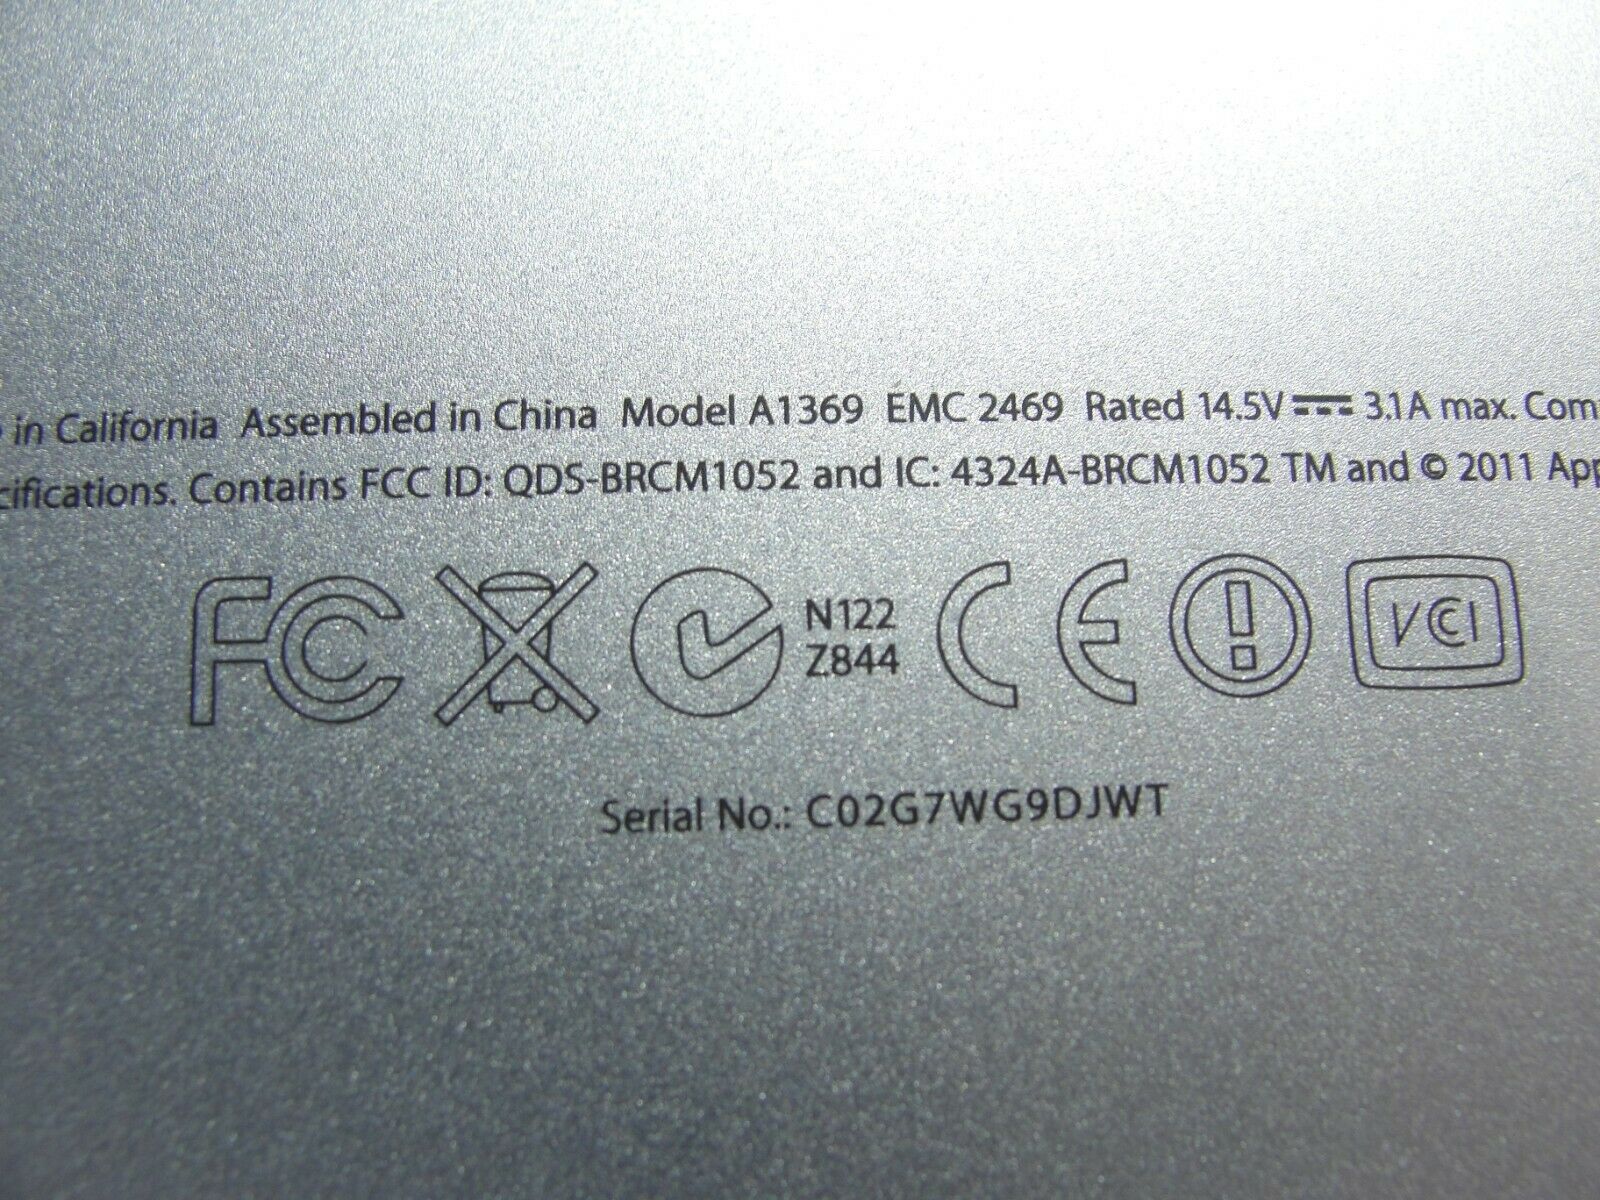 in California Assembled in China Model A1369 EMC 2469 Rated 14.5V 3.1A max. Com
cifications. Contains FCC ID: QDS-BRCM1052 and IC: 4324A-BRCM1052 TM and © 2011 App
FC N122 CE ! VCI
Z844
Serial No.: C02G7WG9DJWT